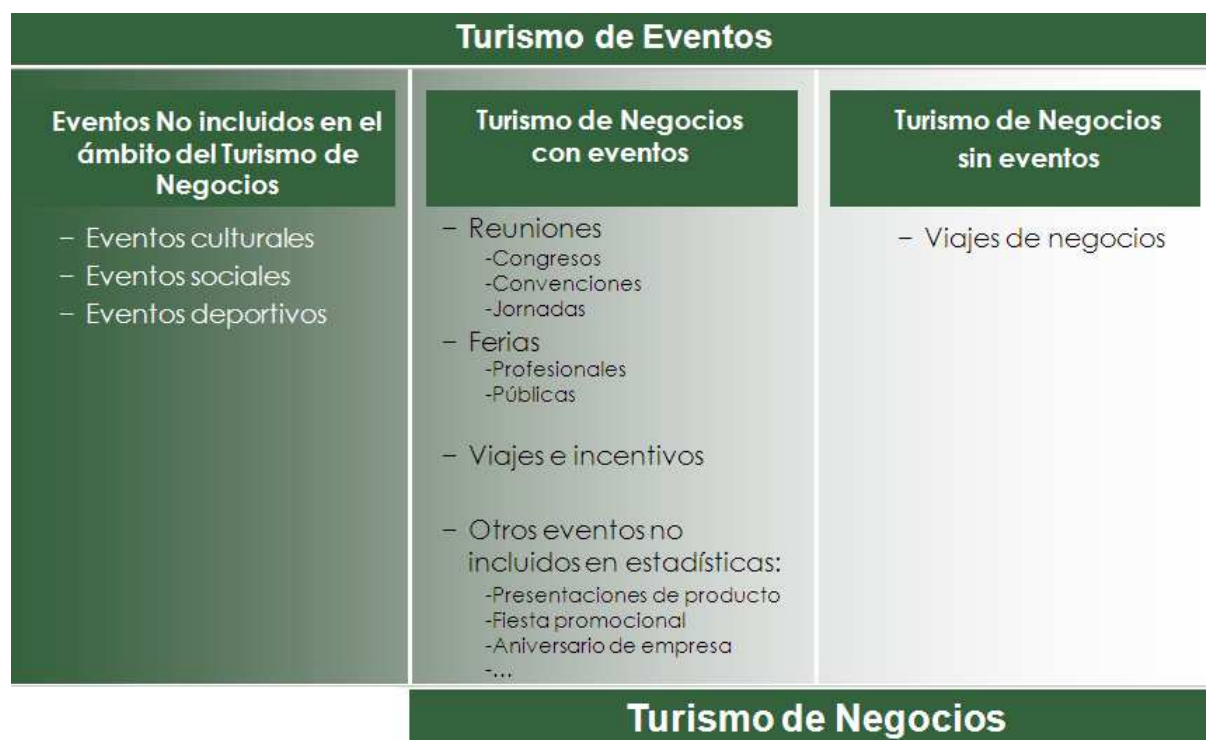 Turismo de Eventos
Eventos No incluidos en el
ámbito del Turismo de
Negocios
– Eventos culturales
– Eventos sociales
– Eventos deportivos
Turismo de Negocios
con eventos
– Reuniones
-Congresos
-Convenciones
-Jornadas
– Ferias
-Profesionales
-Públicas
– Viajes e incentivos
– Otros eventos no
incluidos en estadísticas:
-Presentaciones de producto
-Fiesta promocional
-Aniversario de empresa
-...
Turismo de Negocios
sin eventos
– Viajes de negocios
Turismo de Negocios